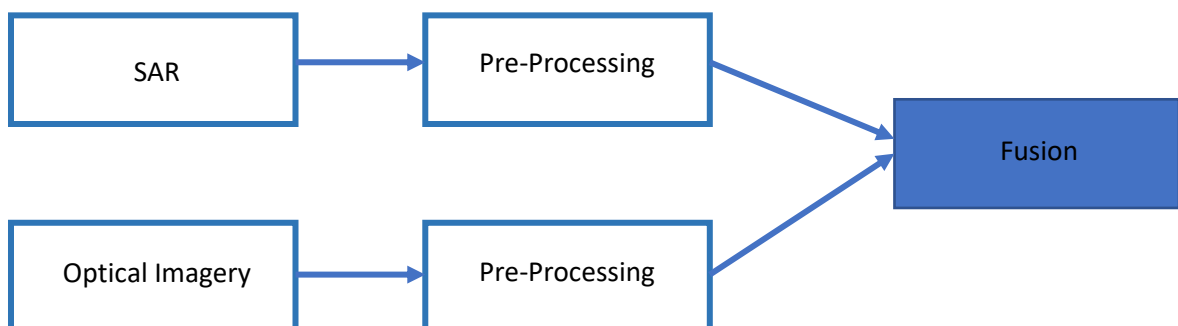 SAR
Pre-Processing
Fusion
Optical Imagery
Pre-Processing